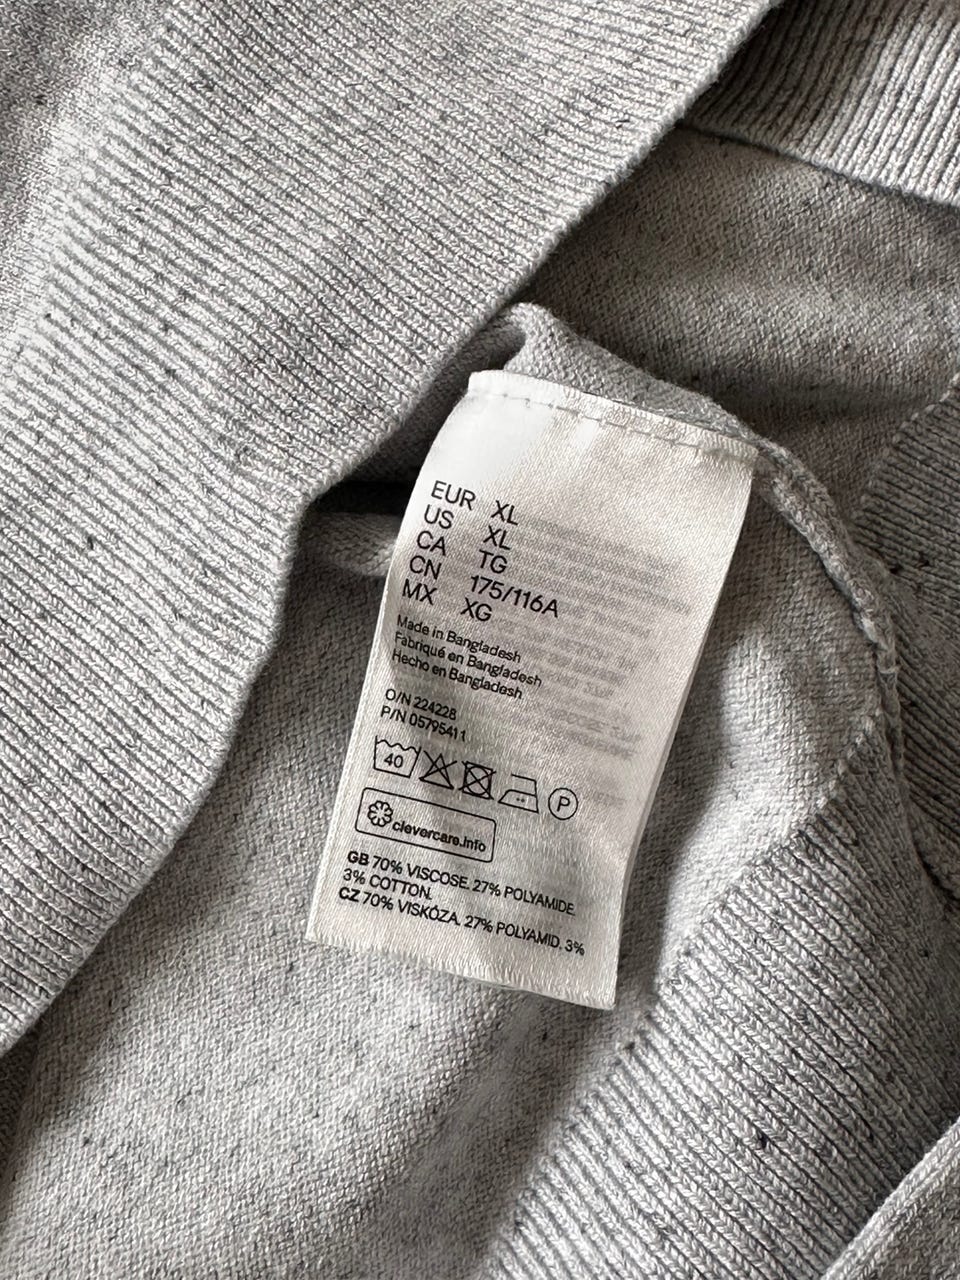 EUR XL
US XL
CA TG
CN 175/116A
MX XG
Made in Bangladesh
Fabriqué en Bangladesh
Hecho en Bangladesh
O/N 224228
P/N 05795411
40
P
clevercare.info
GB 70% VISCOSE. 27% POLYAMIDE.
3% COTTON.
CZ 70% VISKÓZA. 27% POLYAMID. 3%